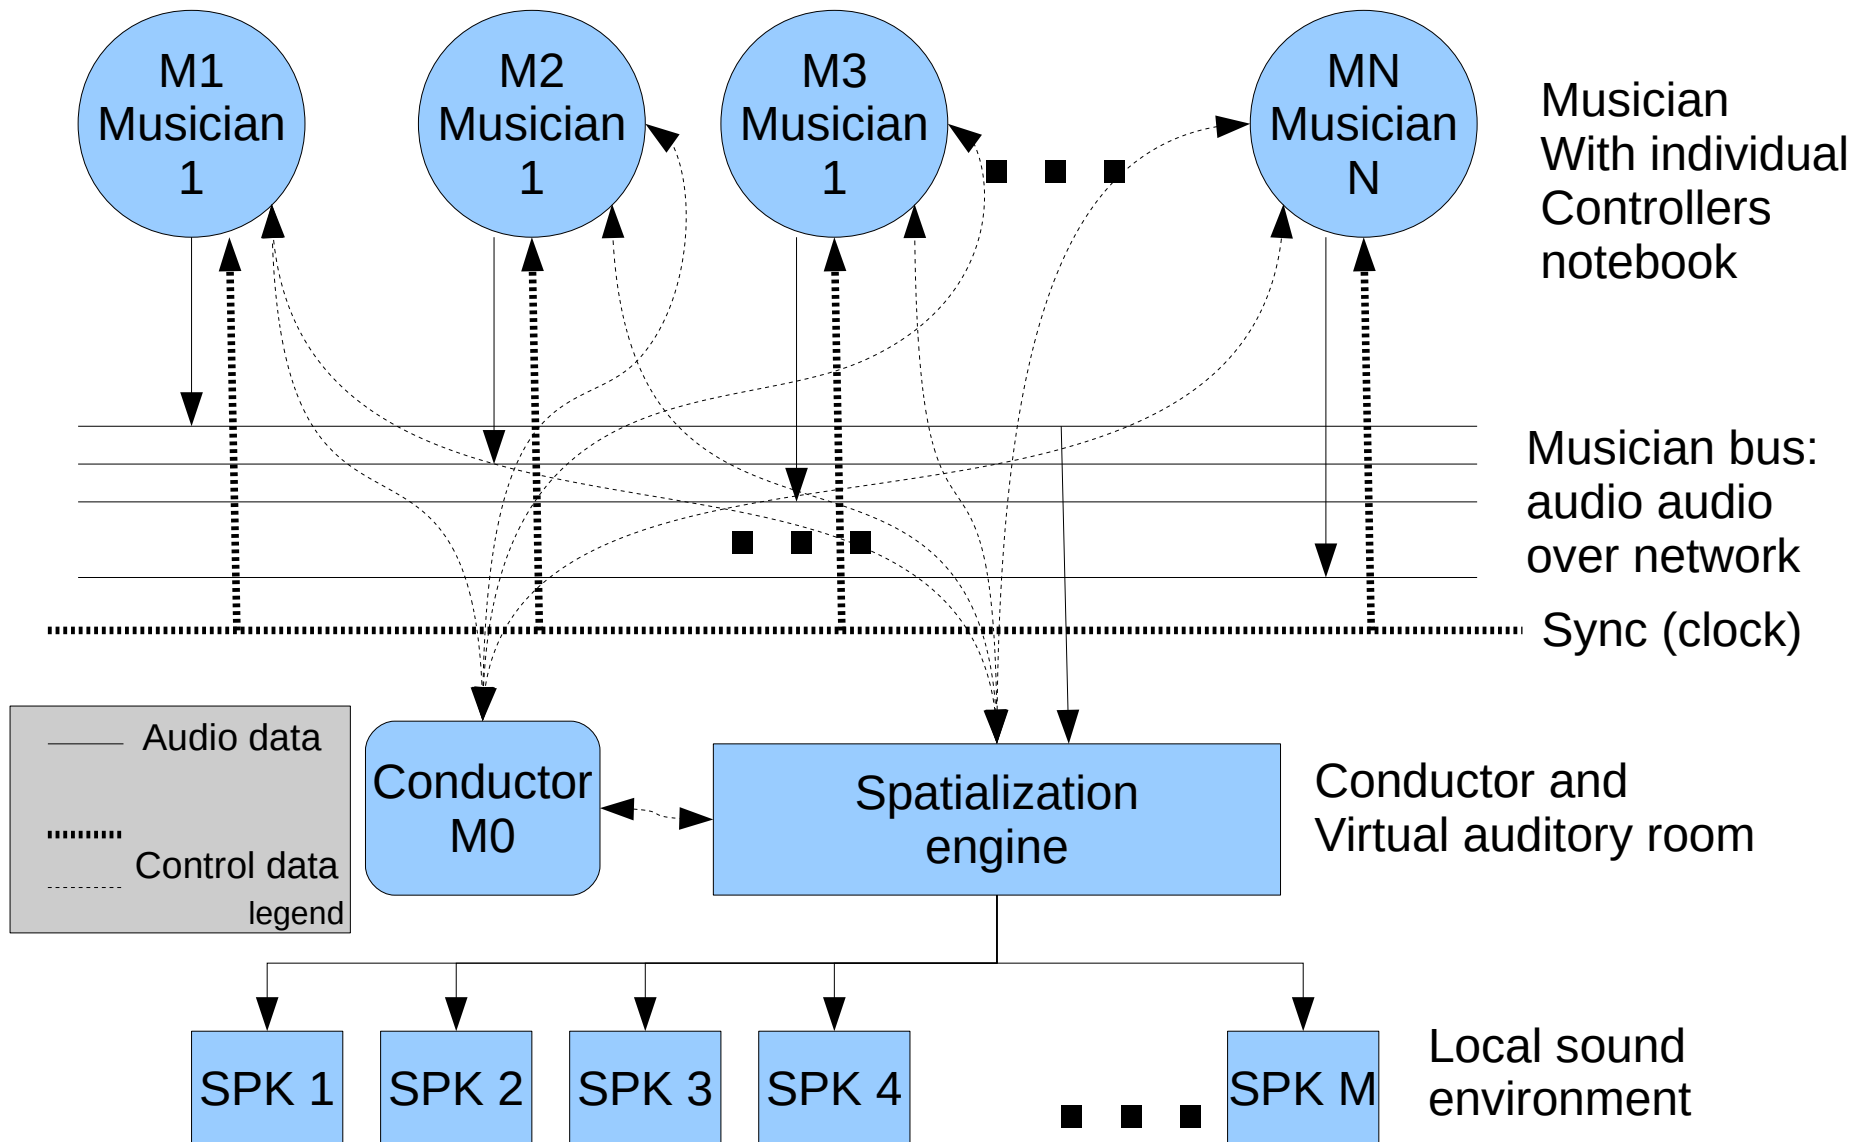 M1
Musician
1
M2
Musician
1
M3
Musician
1
MN
Musician
N
Musician
With individual
Controllers
notebook
Musician bus:
audio audio
over network
Sync (clock)
Audio data
Control data
legend
Conductor
M0
Spatialization
engine
Conductor and
Virtual auditory room
SPK 1
SPK 2
SPK 3
SPK 4
SPK M
Local sound
environment